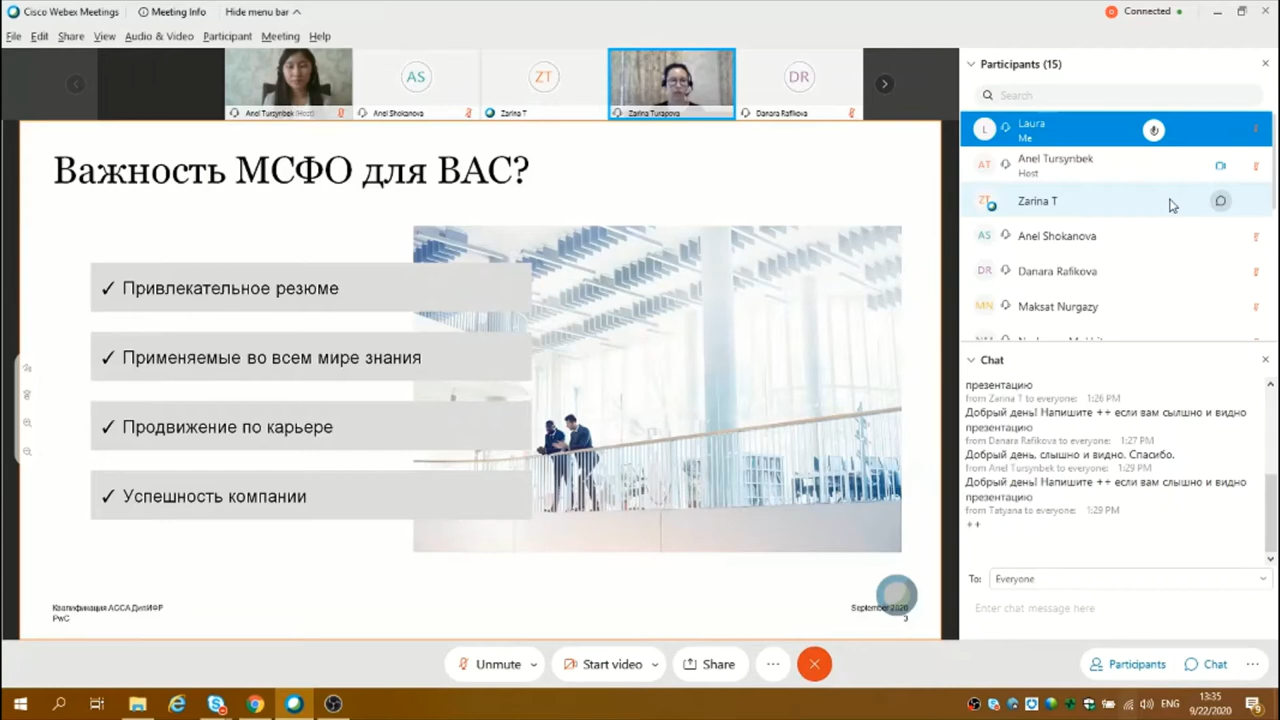 Cisco Webex Meetings
Meeting Info
Hide menu bar
Connected
File Edit Share View Audio & Video Participant Meeting Help
Anel Tursynbek (Host)
AS
Anel Shokanova
ZT
Zarina T
Zarina Turapova
DR
Danara Rafikova
Важность МСФО для ВАС?
✓ Привлекательное резюме
✓ Применяемые во всем мире знания
✓ Продвижение по карьере
✓ Успешность компании
Квалификация ACCA ДипИФР
PwC
September 2020
3
Participants (15)
Search
L
Laura
Me
AT
Anel Tursynbek
Host
ZT
Zarina T
AS
Anel Shokanova
DR
Danara Rafikova
MN
Maksat Nurgazy
Chat
презентацию
from Zarina T to everyone: 1:26 PM
Добрый день! Напишите ++ если вам сылшно и видно
презентацию
from Danara Rafikova to everyone: 1:27 PM
Добрый день, слышно и видно. Спасибо.
from Anel Tursynbek to everyone: 1:29 PM
Добрый день! Напишите ++ если вам слышно и видно
презентацию
from Tatyana to everyone: 1:29 PM
++
To: Everyone
Enter chat message here
Unmute
Start video
Share
Participants
Chat
ENG
13:35
9/22/2020
9